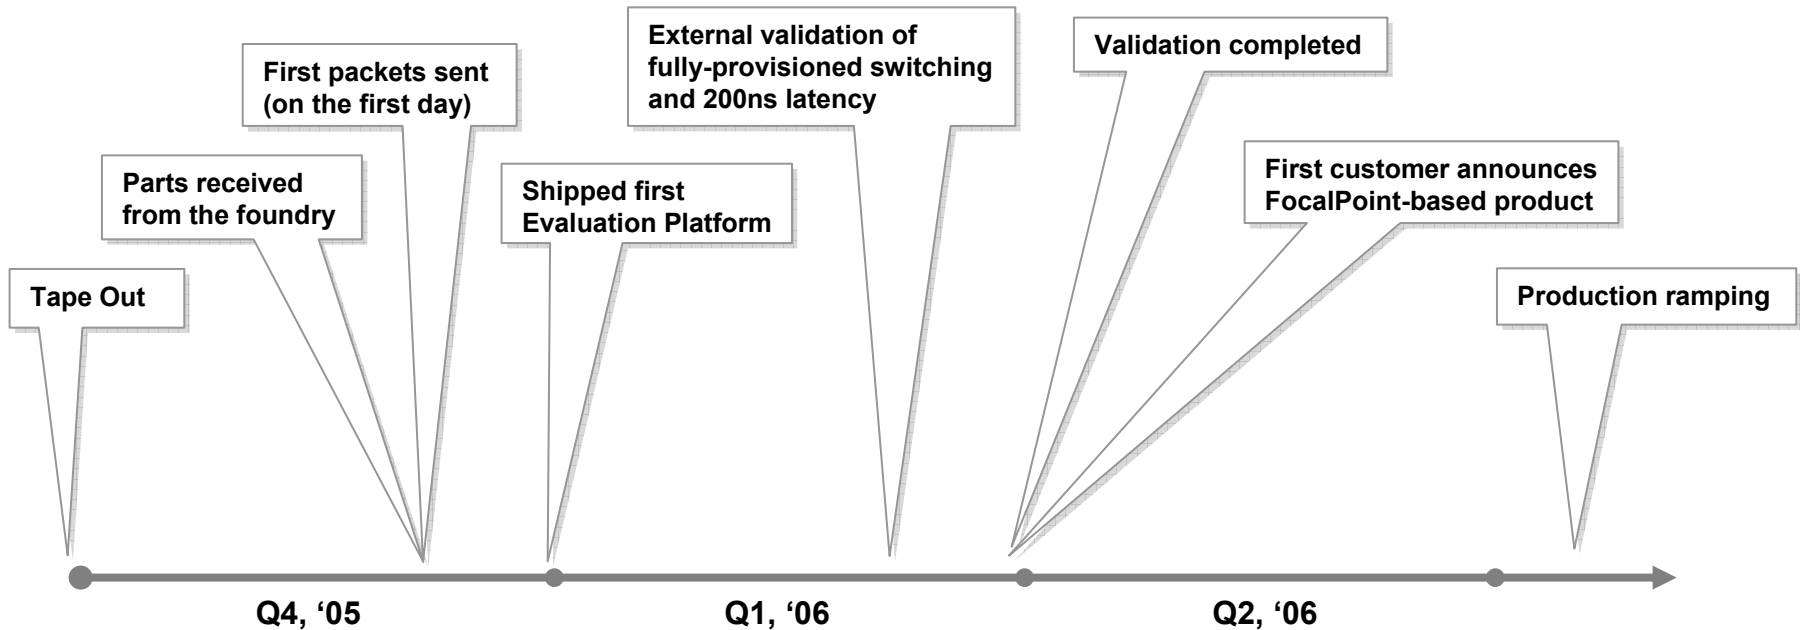 Tape Out
Parts received
from the foundry
First packets sent
(on the first day)
Shipped first
Evaluation Platform
External validation of
fully-provisioned switching
and 200ns latency
Validation completed
First customer announces
FocalPoint-based product
Production ramping
Q4, ‘05
Q1, ‘06
Q2, ‘06